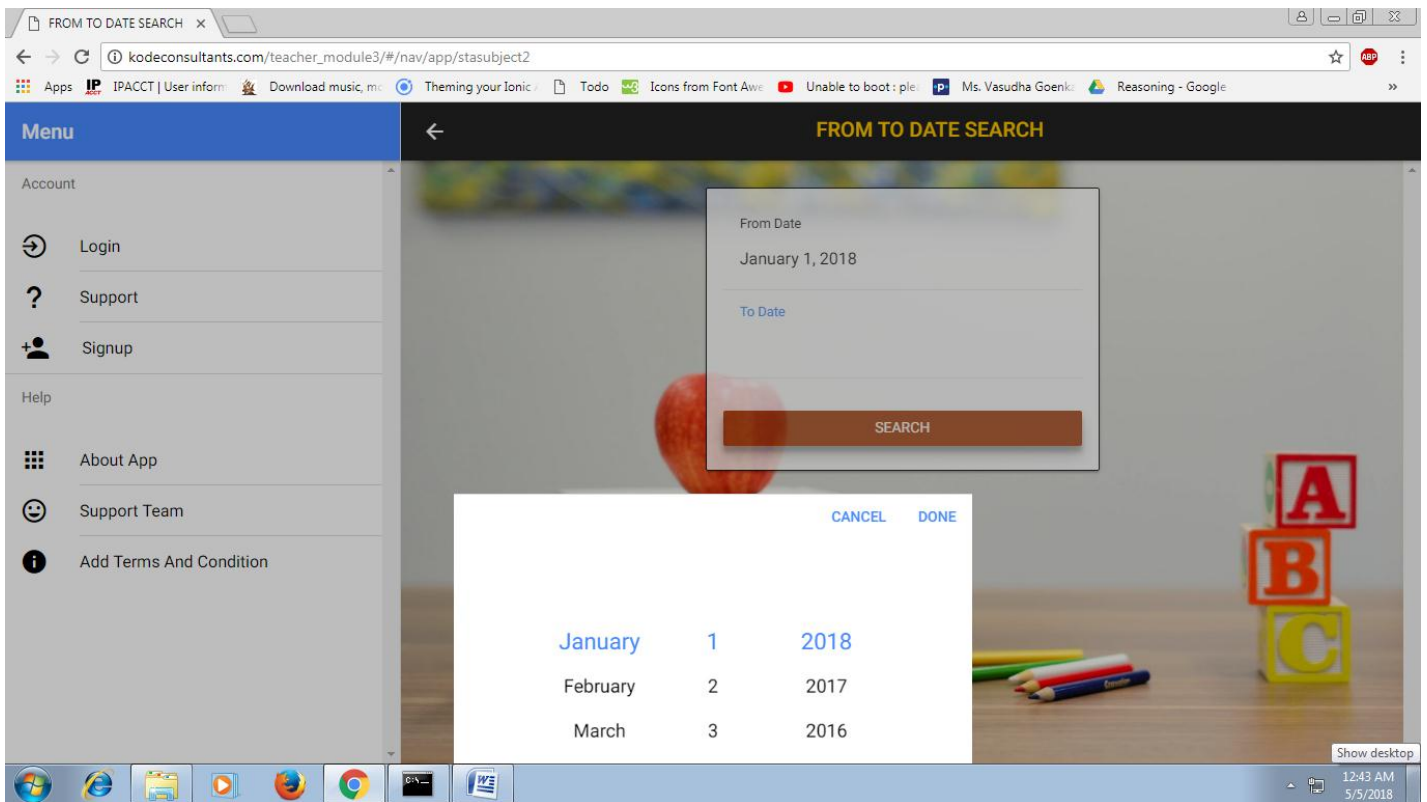 FROM TO DATE SEARCH
kodeconsultants.com/teacher_module3/#/nav/app/stasubject2
ABP
Apps IP ACCT IPACCT | User inform Download music, mo Theming your Ionic Todo Icons from Font Awe Unable to boot : ple Ms. Vasudha Goenk Reasoning - Google »
Menu
FROM TO DATE SEARCH
Account
Login
Support
Signup
Help
About App
Support Team
Add Terms And Condition
From Date
January 1, 2018
To Date
SEARCH
CANCEL DONE
January 1 2018
February 2 2017
March 3 2016
A
B
C
Show desktop
12:43 AM
5/5/2018